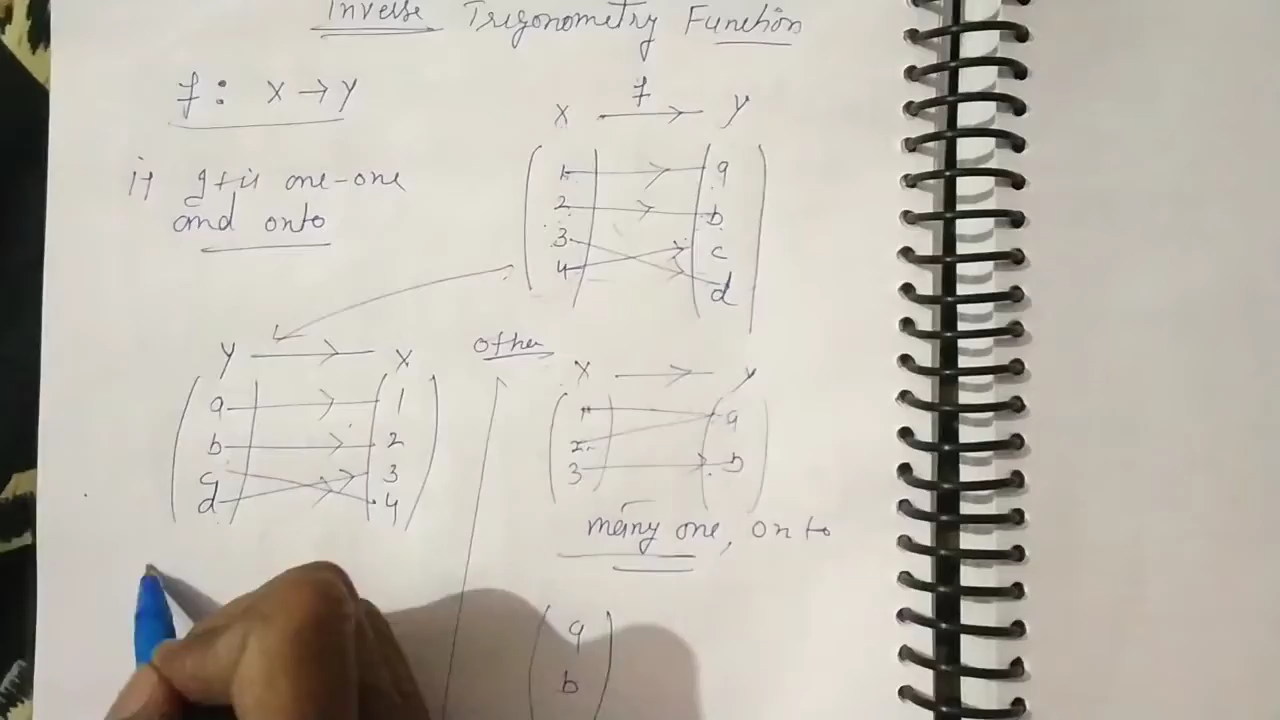 Inverse Trigonometry Function
f : X → Y
if it is one-one
and onto
X f Y
1 a
2 b
3 c
4 d
Y → X
a 1
b 2
c 3
d 4
other
X → Y
1 a
2
3 b
many one, onto
a
b